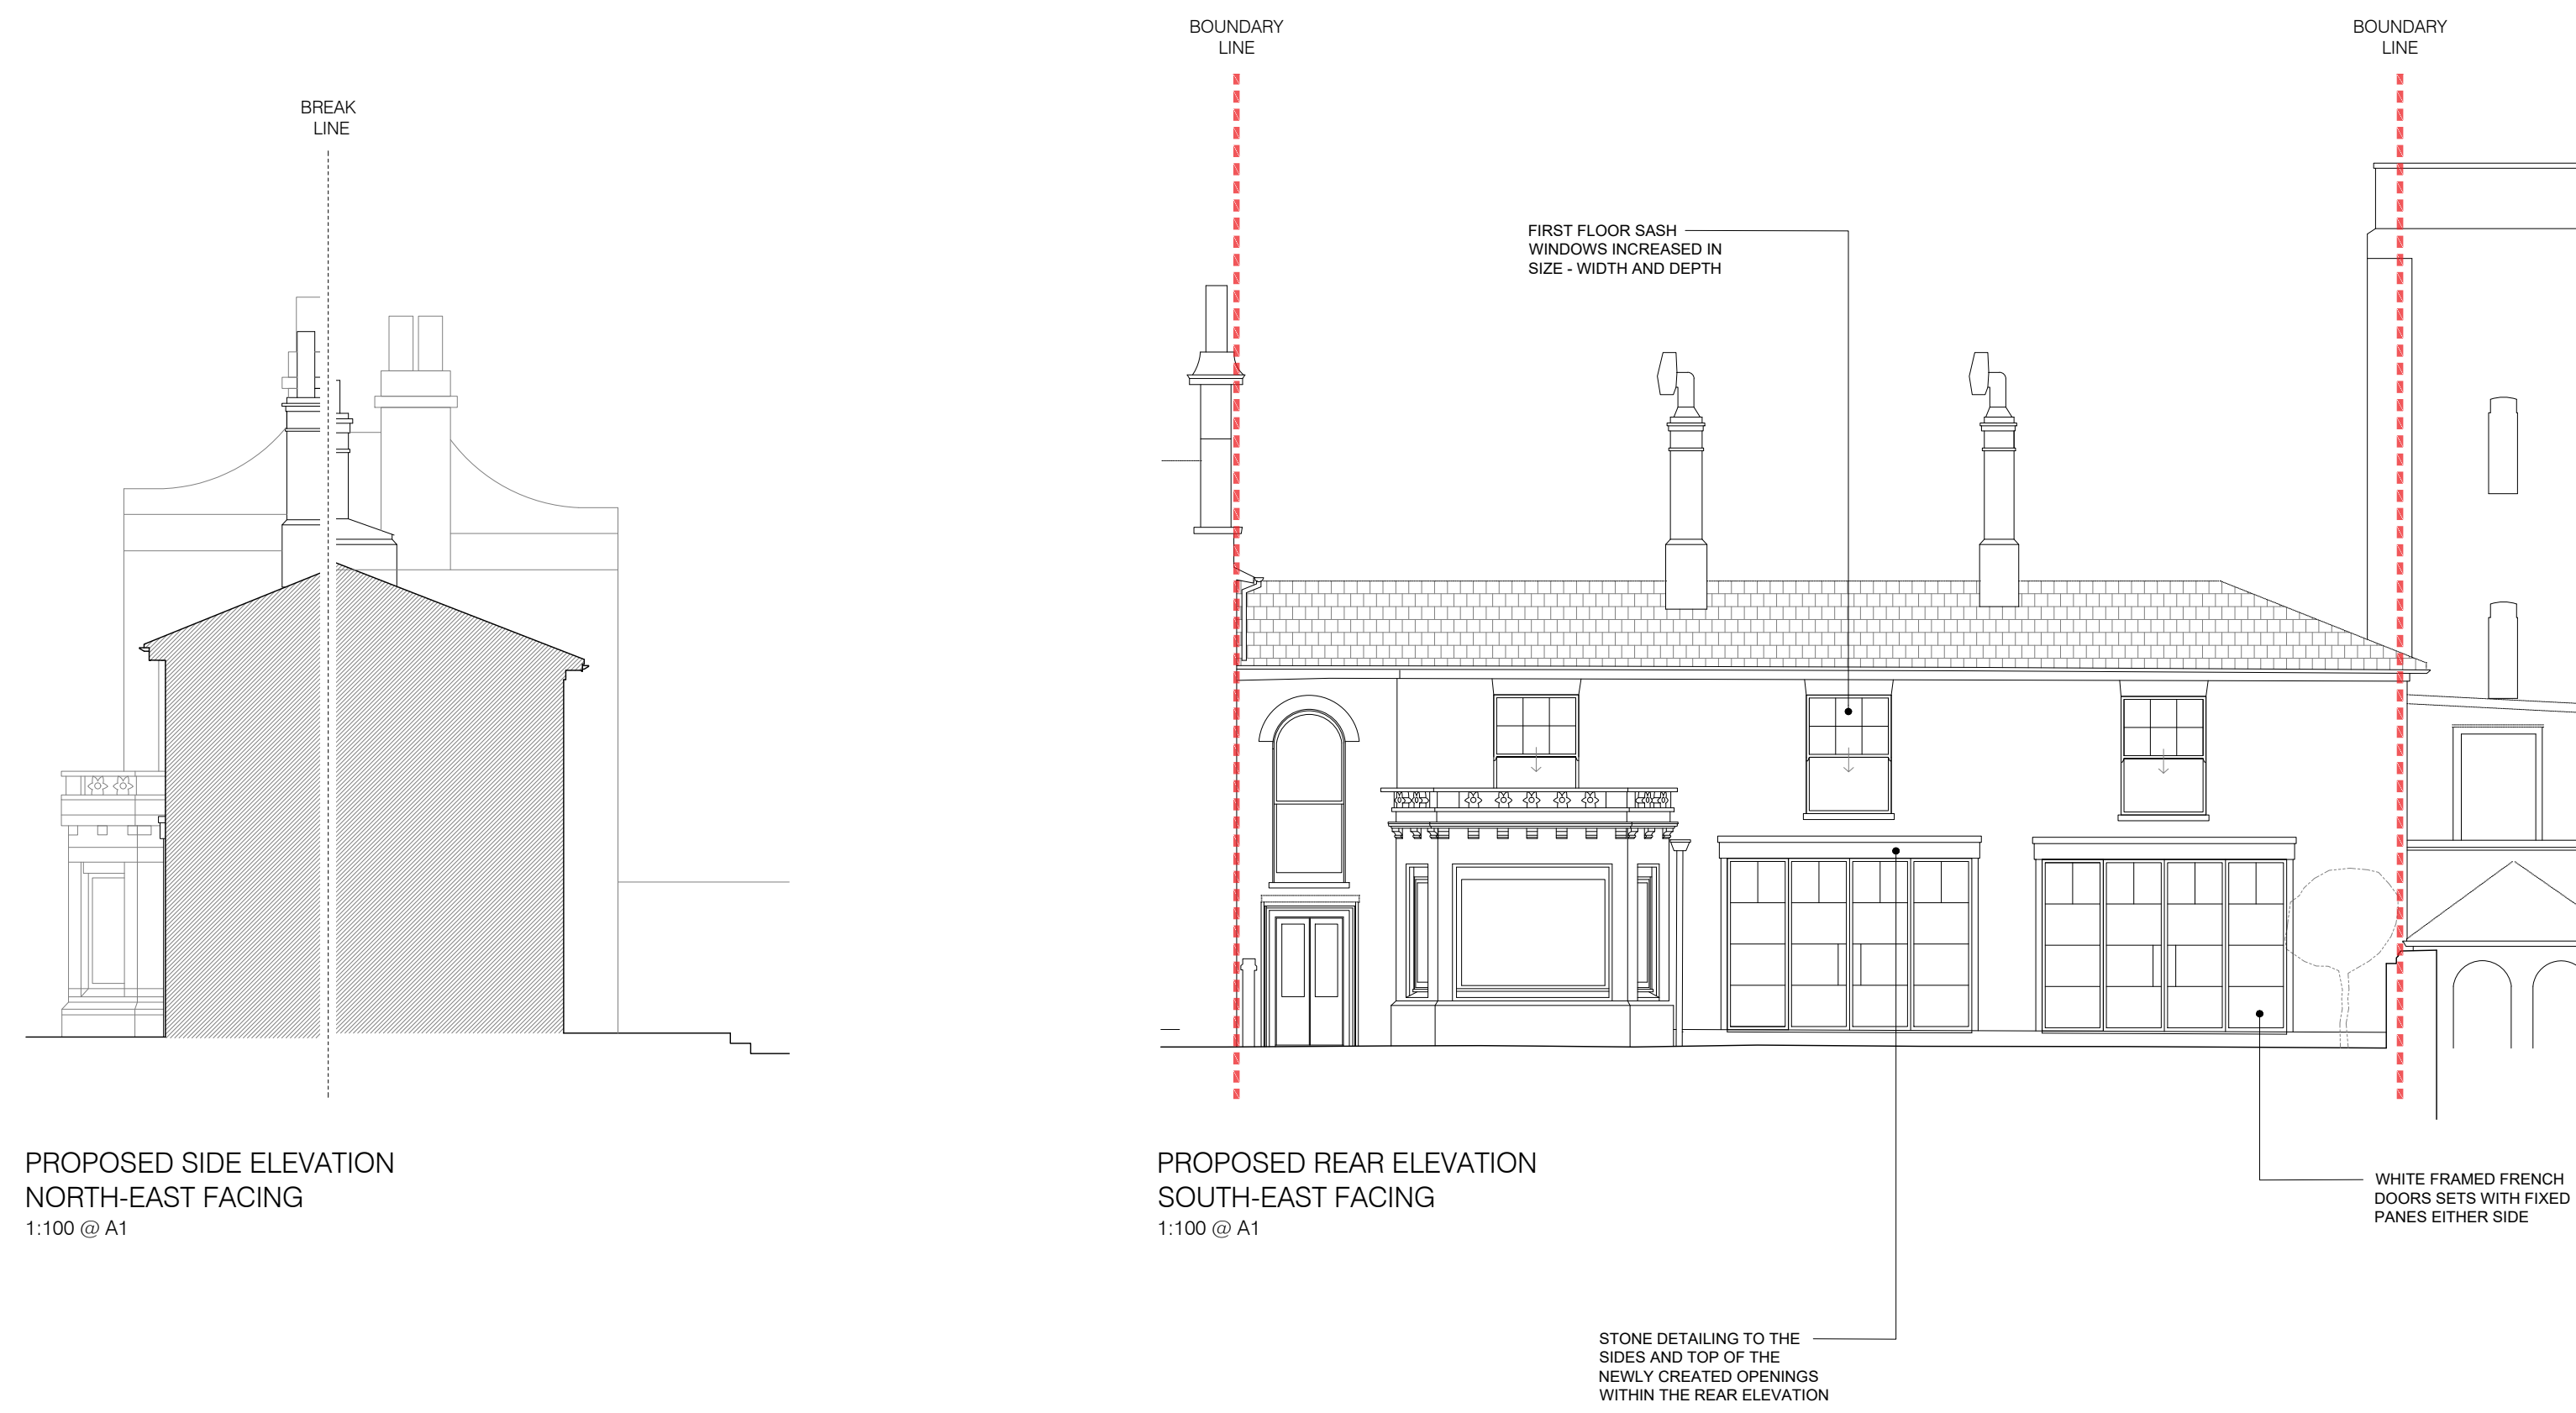 BOUNDARY
LINE
BOUNDARY
LINE
BREAK
LINE
FIRST FLOOR SASH
WINDOWS INCREASED IN
SIZE - WIDTH AND DEPTH
PROPOSED SIDE ELEVATION
NORTH-EAST FACING
1:100 @ A1
PROPOSED REAR ELEVATION
SOUTH-EAST FACING
1:100 @ A1
WHITE FRAMED FRENCH
DOORS SETS WITH FIXED
PANES EITHER SIDE
STONE DETAILING TO THE
SIDES AND TOP OF THE
NEWLY CREATED OPENINGS
WITHIN THE REAR ELEVATION